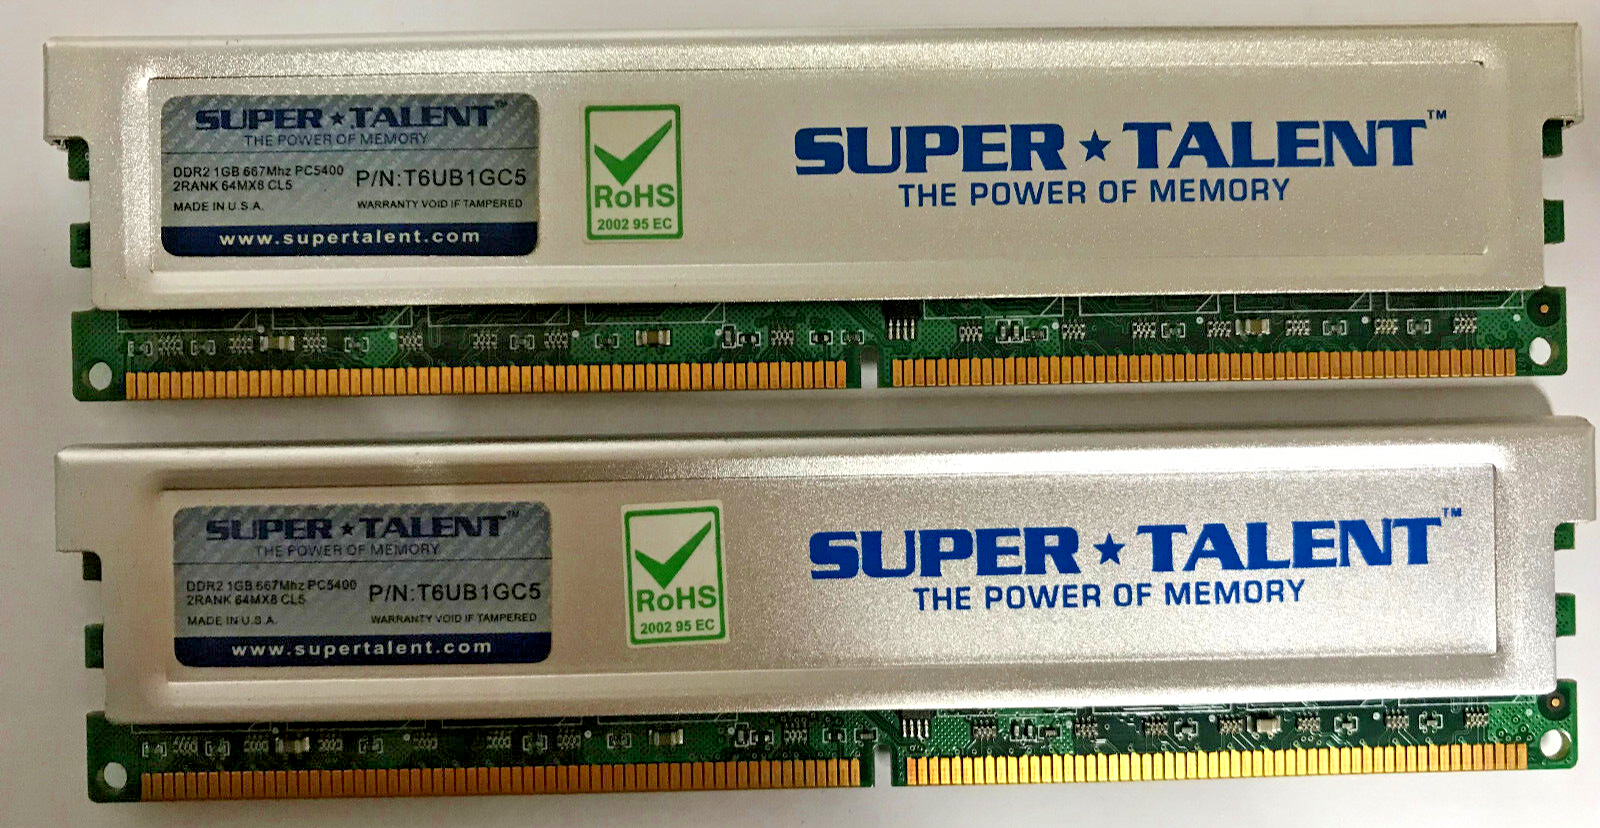 SUPER★TALENT™
THE POWER OF MEMORY
DDR2 1GB 667Mhz PC5400
2RANK 64MX8 CL5
P/N:T6UB1GC5
MADE IN U.S.A.
WARRANTY VOID IF TAMPERED
www.supertalent.com
RoHS
2002 95 EC
SUPER★TALENT™
THE POWER OF MEMORY
SUPER★TALENT™
THE POWER OF MEMORY
DDR2 1GB 667Mhz PC5400
2RANK 64MX8 CL5
P/N:T6UB1GC5
MADE IN U.S.A.
WARRANTY VOID IF TAMPERED
www.supertalent.com
RoHS
2002 95 EC
SUPER★TALENT™
THE POWER OF MEMORY